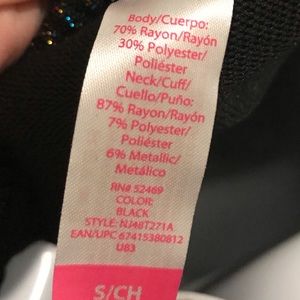 Body/Cuerpo:
70% Rayon/Rayón
30% Polyester/
Poliéster
Neck/Cuff/
Cuello/Puño:
87% Rayon/Rayón
7% Polyester/
Poliéster
6% Metallic/
Metálico
RN# 52469
COLOR:
BLACK
STYLE: NJ48T271A
EAN/UPC 67415380812
U83
S/CH